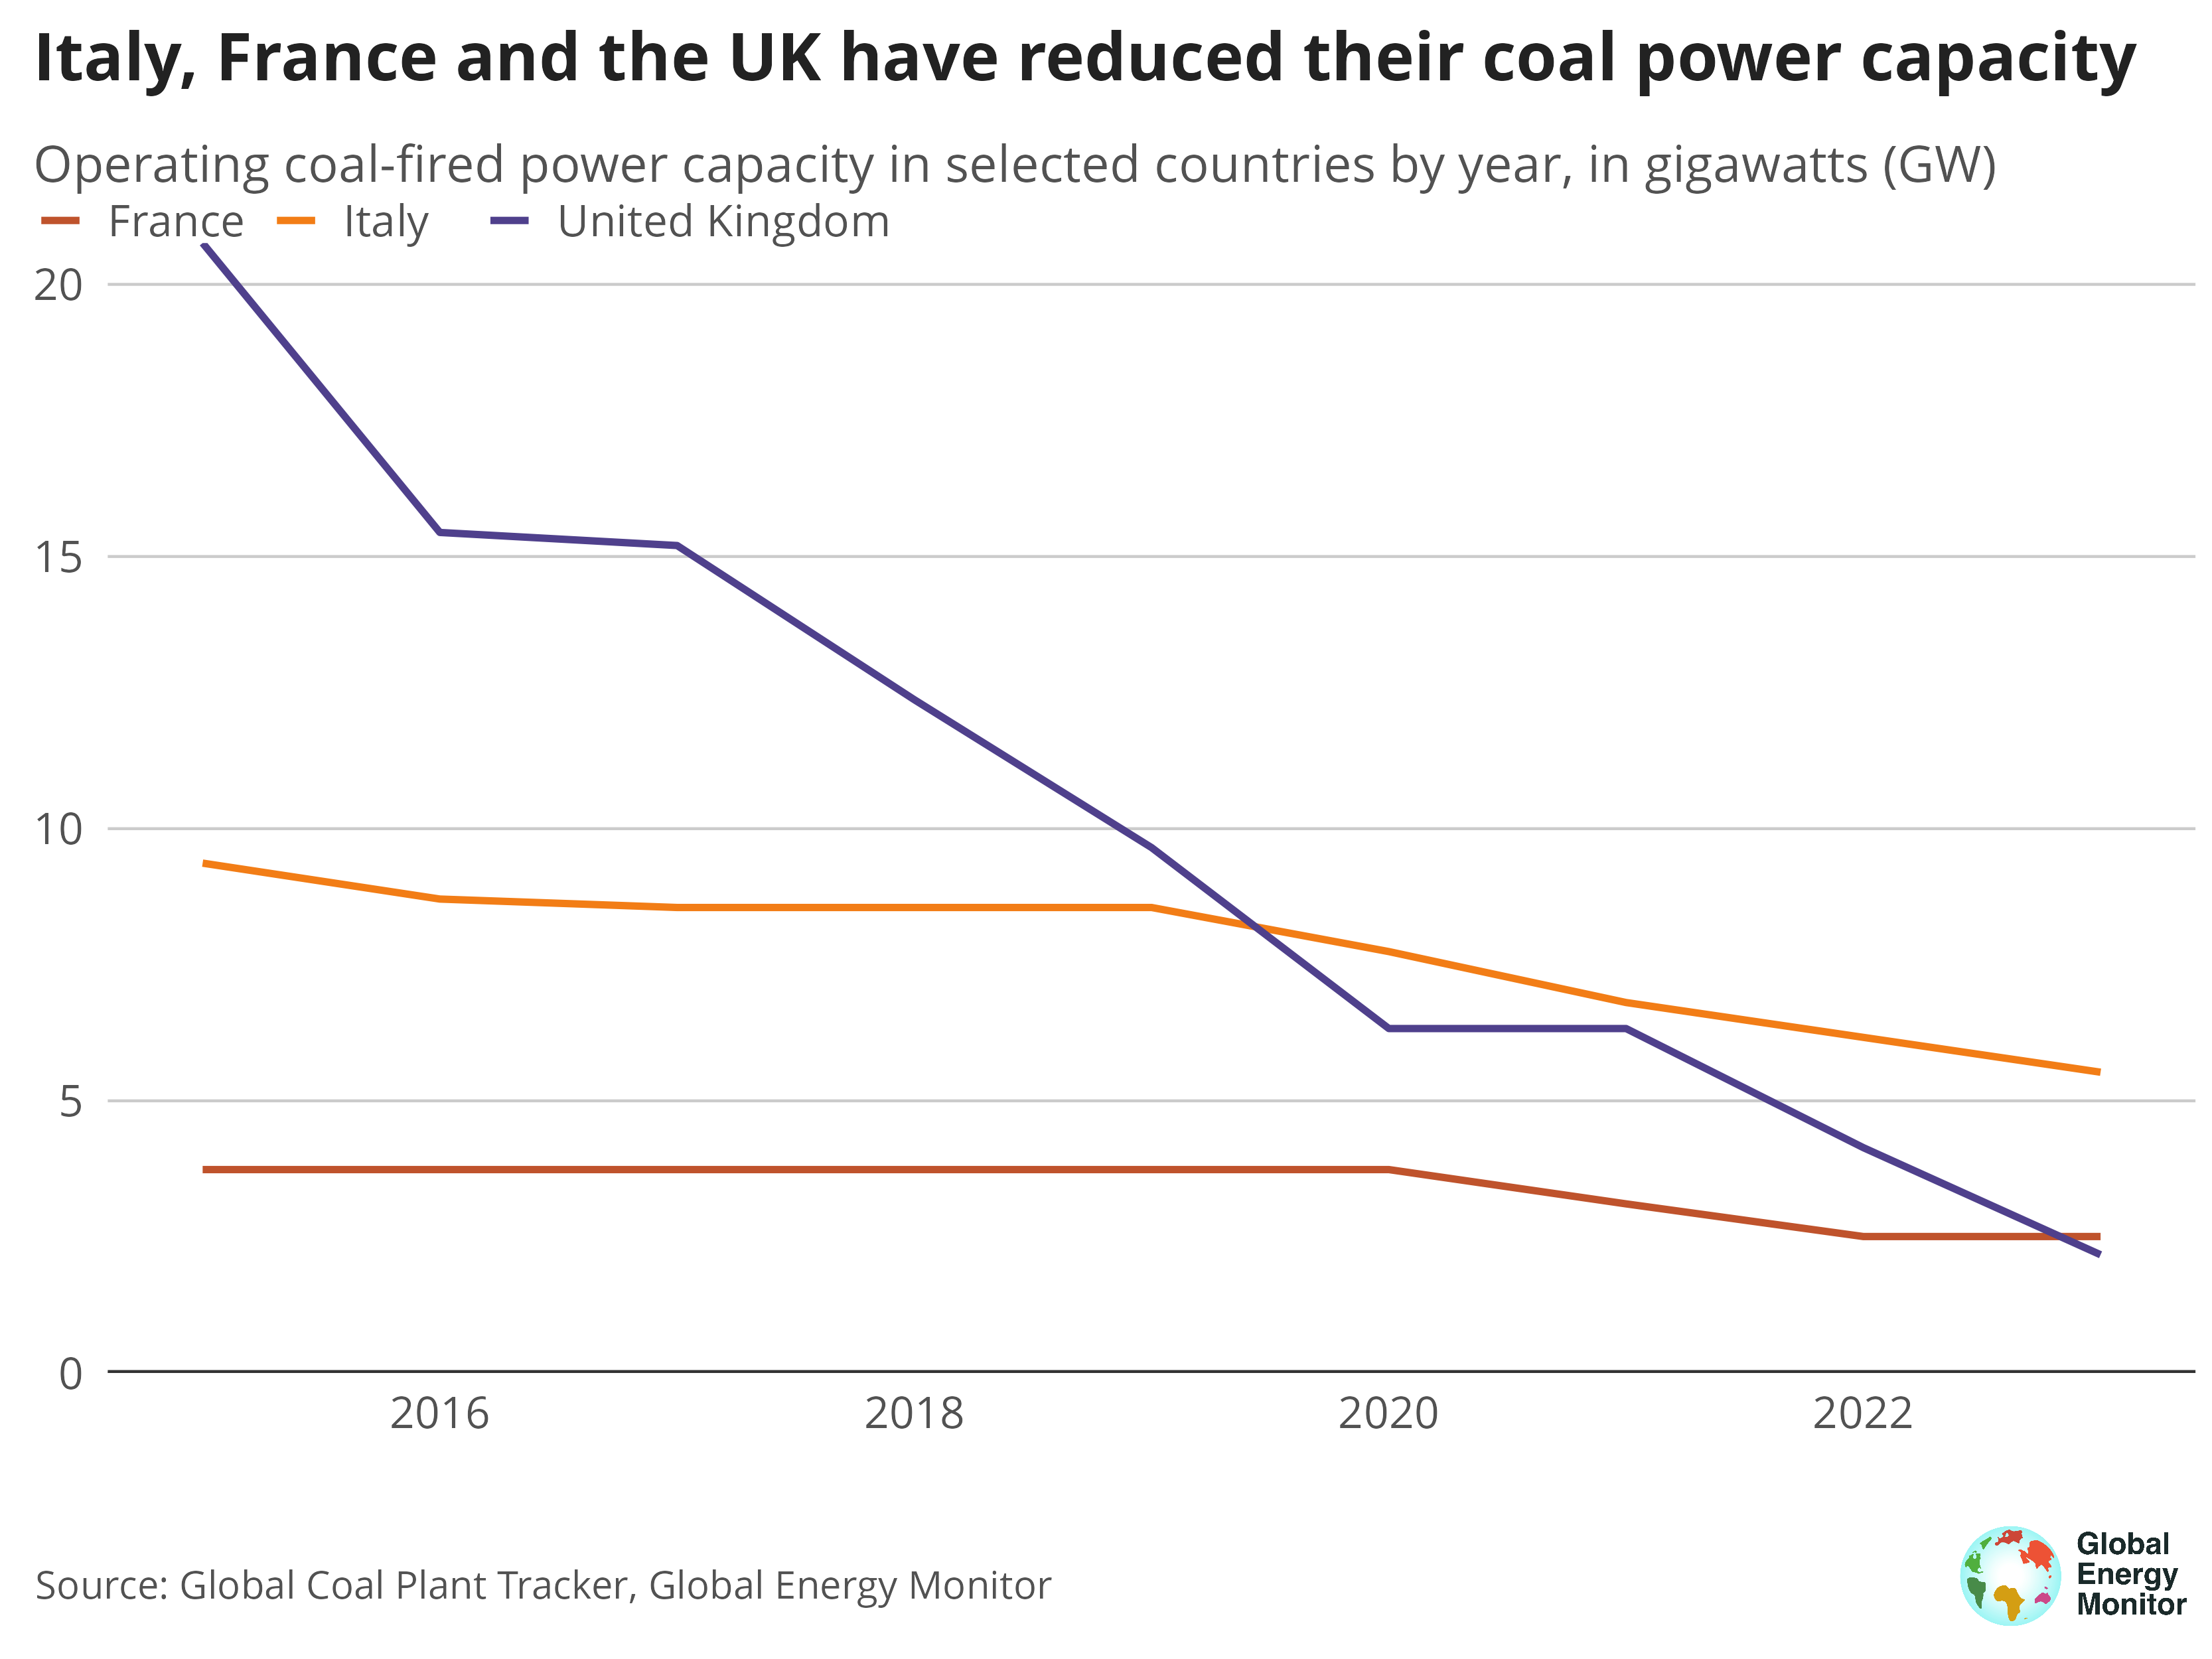 Italy, France and the UK have reduced their coal power capacity
Operating coal-fired power capacity in selected countries by year, in gigawatts (GW)
France Italy United Kingdom
20
15
10
5
0
2016 2018 2020 2022
Source: Global Coal Plant Tracker, Global Energy Monitor
Global
Energy
Monitor